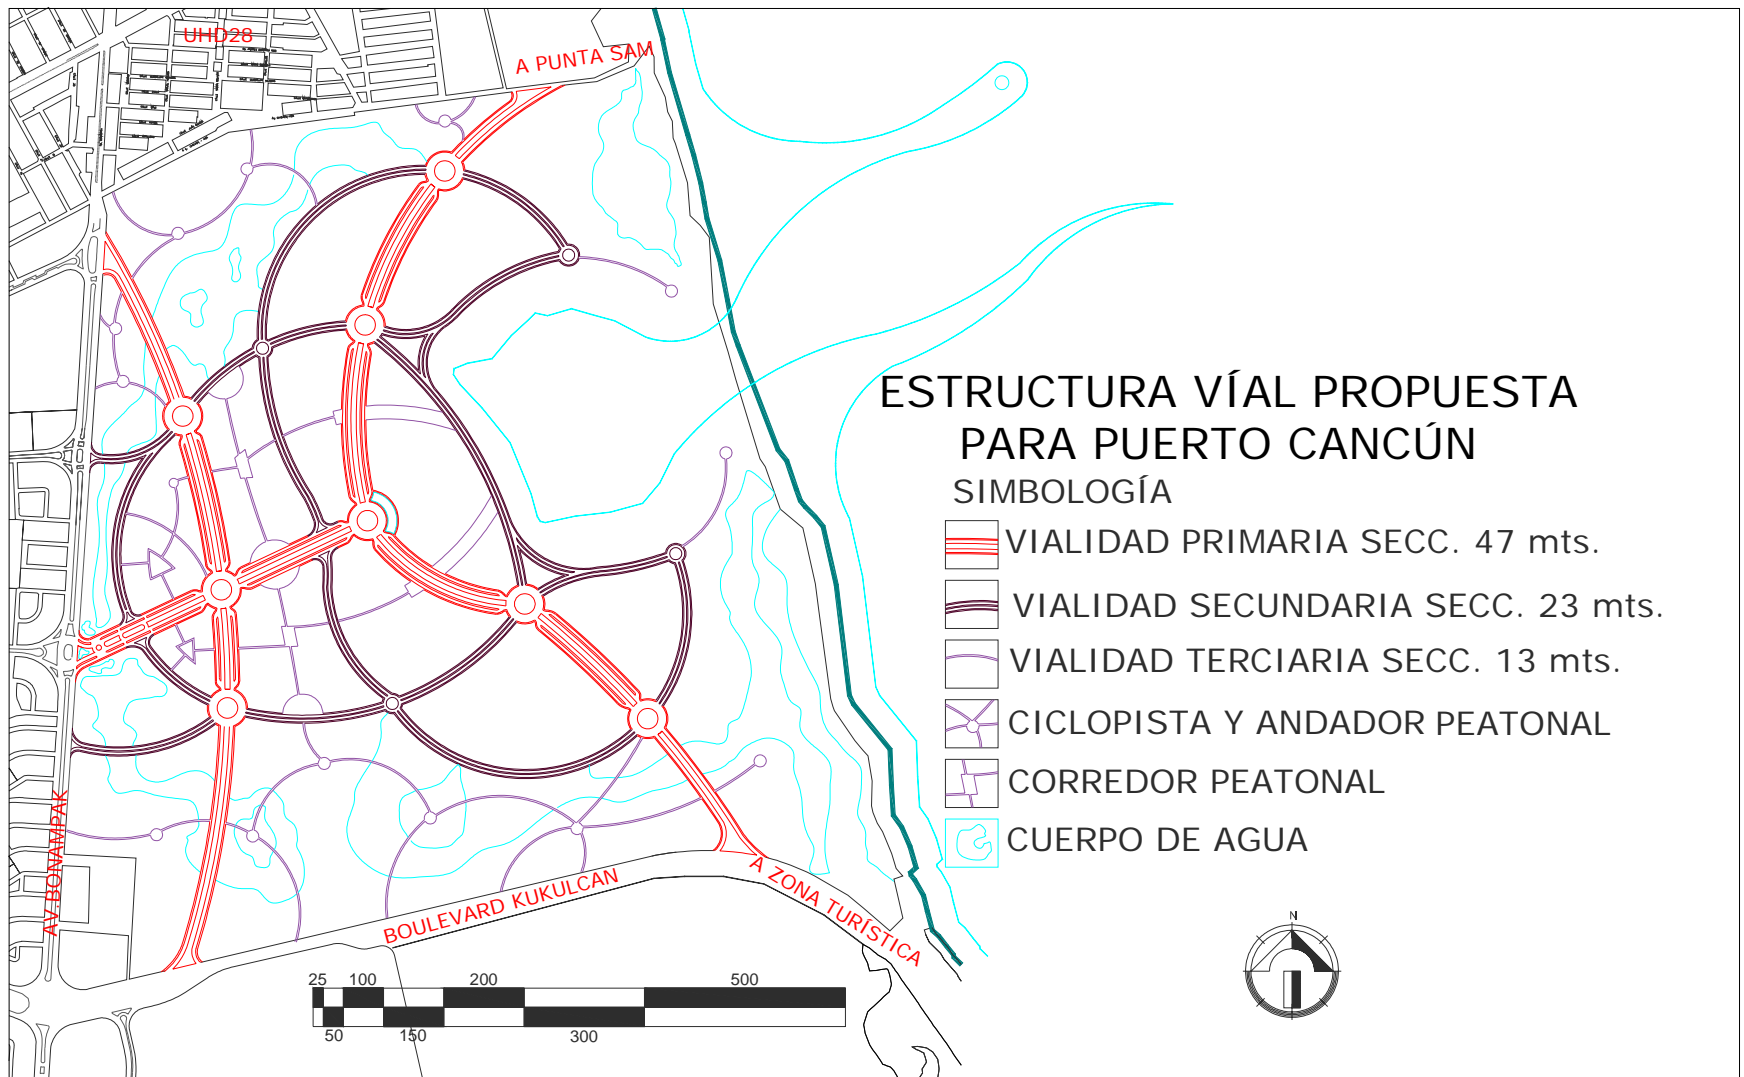 UHD28
A PUNTA SAM
ESTRUCTURA VÍAL PROPUESTA
PARA PUERTO CANCÚN
SIMBOLOGÍA
VIALIDAD PRIMARIA SECC. 47 mts.
VIALIDAD SECUNDARIA SECC. 23 mts.
VIALIDAD TERCIARIA SECC. 13 mts.
CICLOPISTA Y ANDADOR PEATONAL
CORREDOR PEATONAL
CUERPO DE AGUA
AV.BONAMPAK
BOULEVARD KUKULCAN
A ZONA TURÍSTICA
N
25 100 200 500
50 150 300